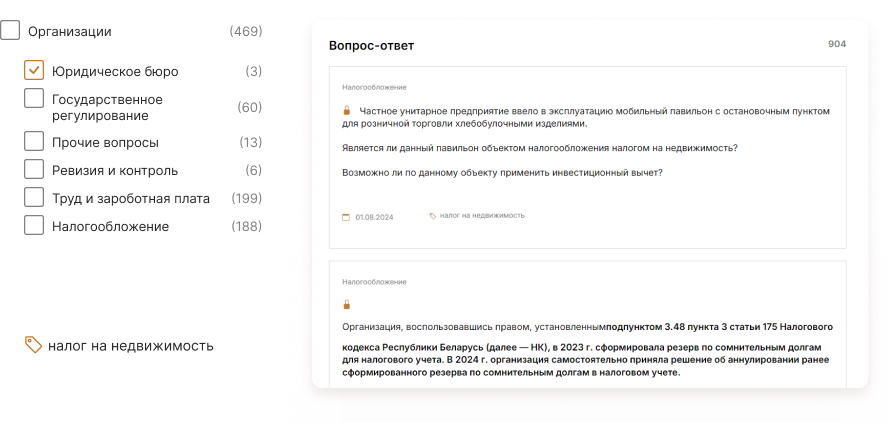 Организации (469)
Юридическое бюро (3)
Государственное
регулирование (60)
Прочие вопросы (13)
Ревизия и контроль (6)
Труд и зароботная плата (199)
Налогообложение (188)
налог на недвижимость
Вопрос-ответ 904
Налогообложение
Частное унитарное предприятие ввело в эксплуатацию мобильный павильон с остановочным пунктом
для розничной торговли хлебобулочными изделиями.
Является ли данный павильон объектом налогообложения налогом на недвижимость?
Возможно ли по данному объекту применить инвестиционный вычет?
01.08.2024 налог на недвижимость
Налогообложение
Организация, воспользовавшись правом, установленнымподпунктом 3.48 пункта 3 статьи 175 Налогового
кодекса Республики Беларусь (далее — НК), в 2023 г. сформировала резерв по сомнительным долгам
для налогового учета. В 2024 г. организация самостоятельно приняла решение об аннулировании ранее
сформированного резерва по сомнительным долгам в налоговом учете.